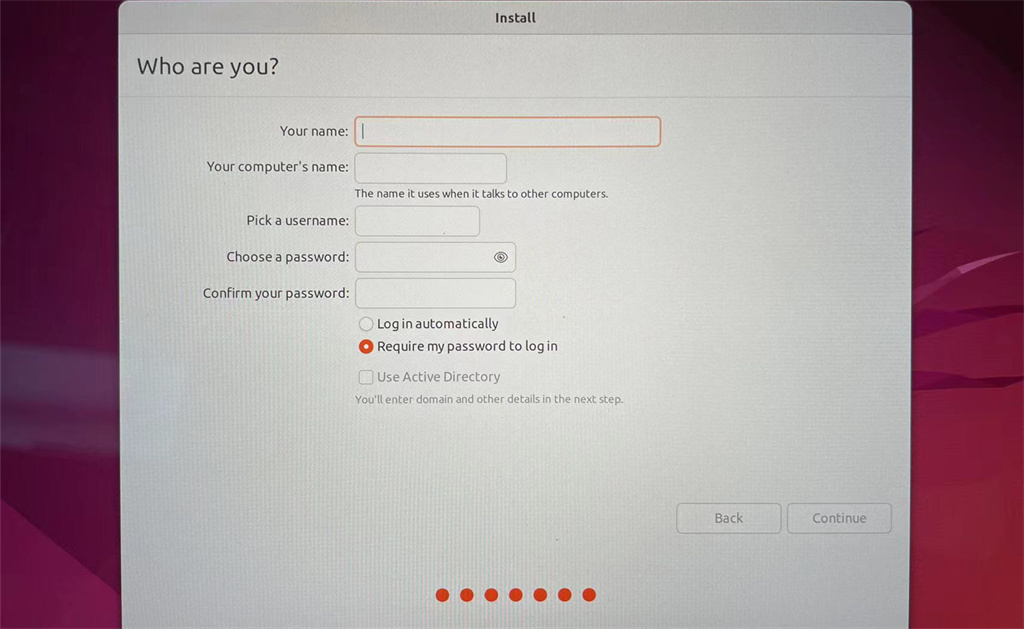 Install
Who are you?
Your name:
Your computer's name:
The name it uses when it talks to other computers.
Pick a username:
Choose a password:
Confirm your password:
Log in automatically
Require my password to log in
Use Active Directory
You'll enter domain and other details in the next step.
Back Continue